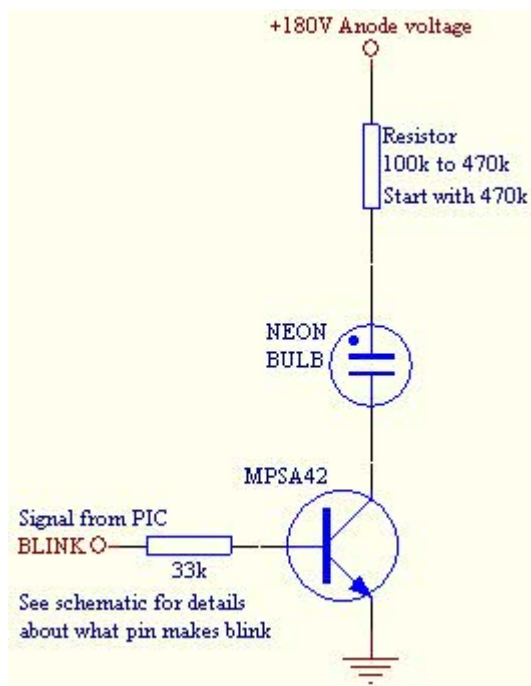 +180V Anode voltage
Resistor
100k to 470k
Start with 470k
NEON
BULB
MPSA42
Signal from PIC
BLINK
33k
See schematic for details
about what pin makes blink